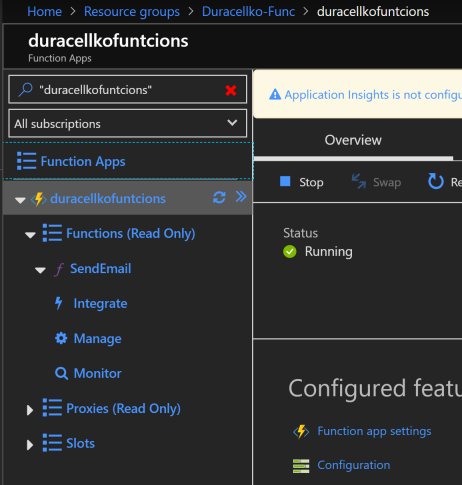 Home > Resource groups > Duracellko-Func > duracellkofuntcions
duracellkofuntcions
Function Apps
"duracellkofuntcions"
All subscriptions
Function Apps
duracellkofuntcions
Functions (Read Only)
SendEmail
Integrate
Manage
Monitor
Proxies (Read Only)
Slots
Application Insights is not configu
Overview
Stop
Swap
Re
Status
Running
Configured featu
Function app settings
Configuration